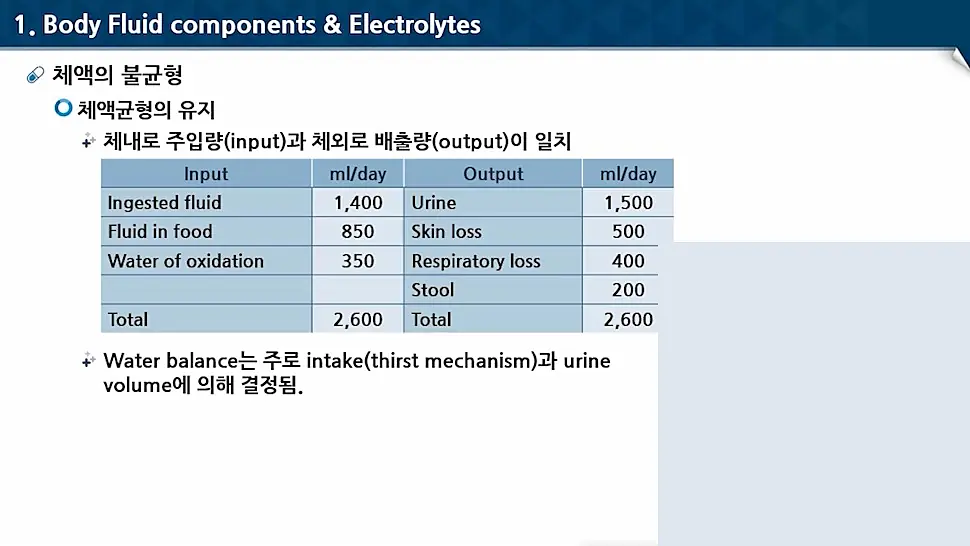 1. Body Fluid components & Electrolytes
체액의 불균형
체액균형의 유지
체내로 주입량(input)과 체외로 배출량(output)이 일치
Input ml/day Output ml/day
Ingested fluid 1,400 Urine 1,500
Fluid in food 850 Skin loss 500
Water of oxidation 350 Respiratory loss 400
Stool 200
Total 2,600 Total 2,600
Water balance는 주로 intake(thirst mechanism)과 urine
volume에 의해 결정됨.